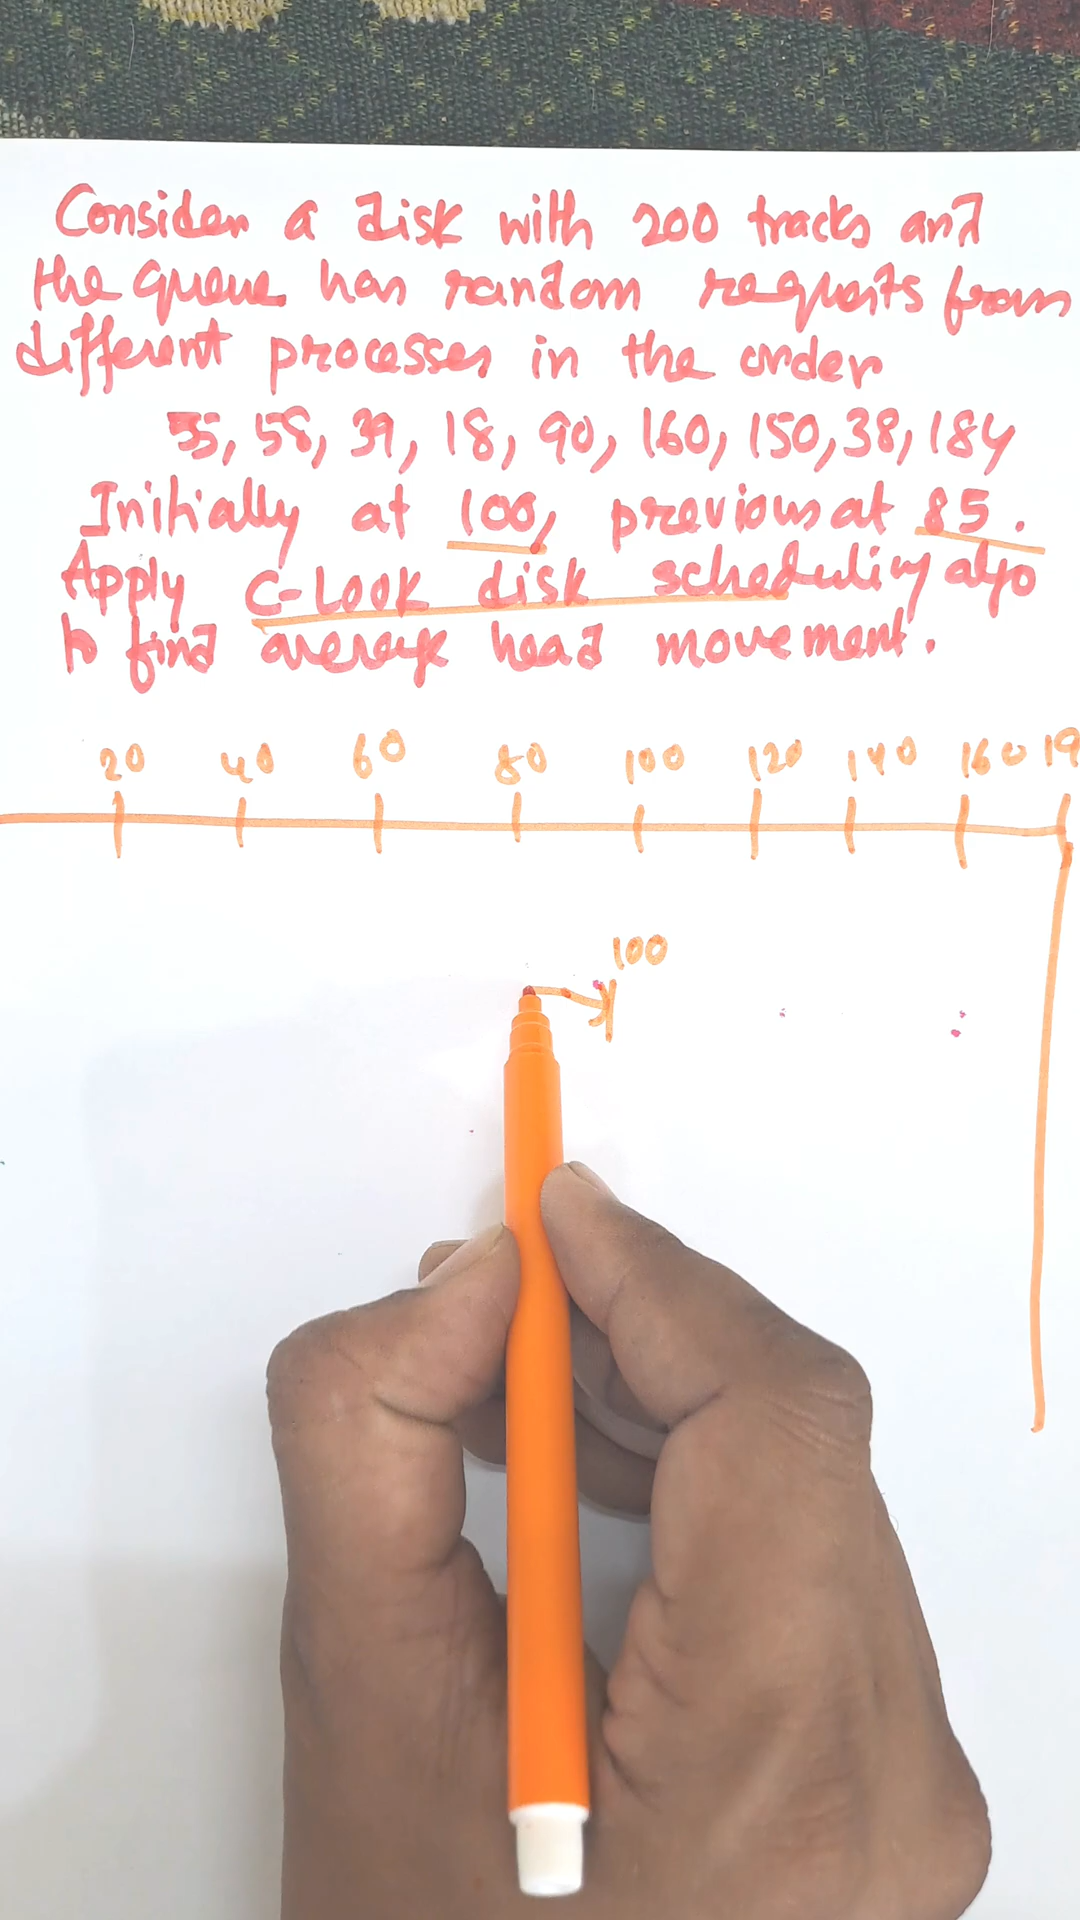 Consider a disk with 200 tracks and
the queue has random requests from
different processes in the order
35, 58, 39, 18, 90, 160, 150, 38, 184
Initially at 100, previous at 85.
Apply C-Look disk scheduling algo
to find average head movement.
20 40 60 80 100 120 140 160 19
100